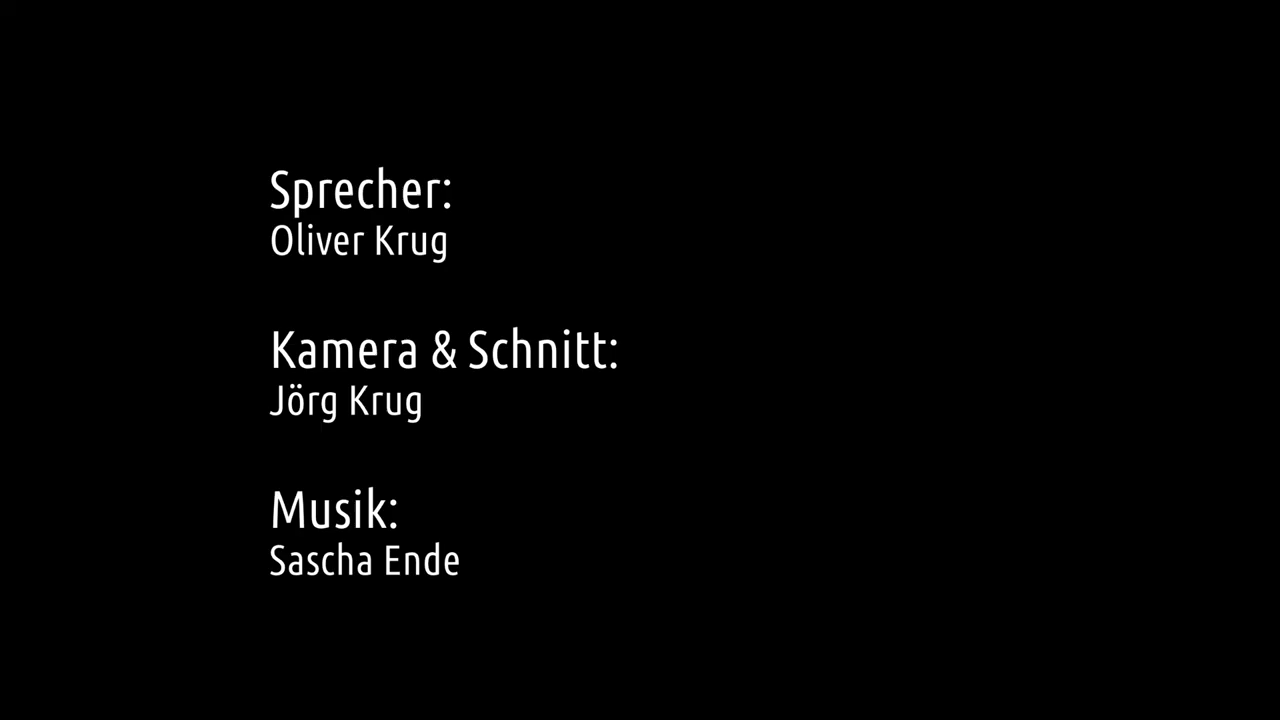 Sprecher:
Oliver Krug
Kamera & Schnitt:
Jörg Krug
Musik:
Sascha Ende